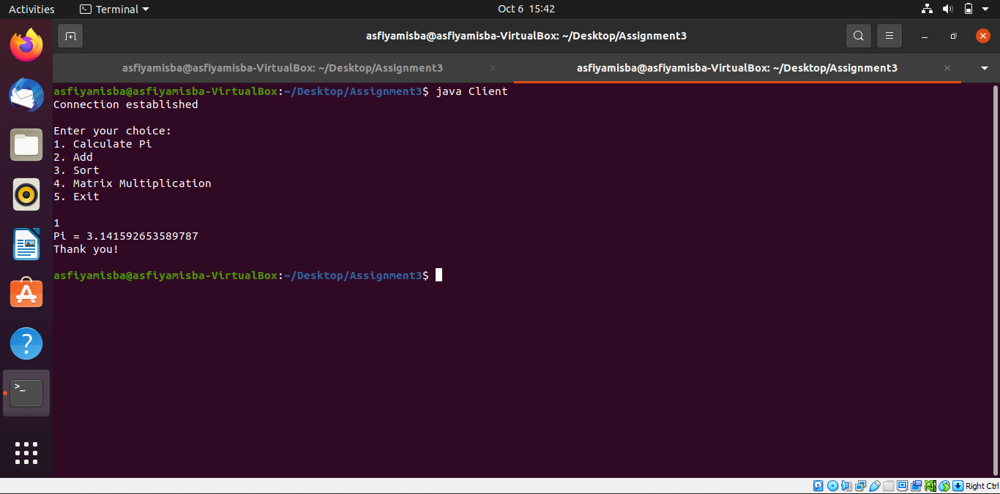 Activities Terminal Oct 6 15:42
asfiyamisba@asfiyamisba-VirtualBox: ~/Desktop/Assignment3
asfiyamisba@asfiyamisba-VirtualBox: ~/Desktop/Assignment3 × asfiyamisba@asfiyamisba-VirtualBox: ~/Desktop/Assignment3 ×
asfiyamisba@asfiyamisba-VirtualBox:~/Desktop/Assignment3$ java Client
Connection established
Enter your choice:
1. Calculate Pi
2. Add
3. Sort
4. Matrix Multiplication
5. Exit
1
Pi = 3.141592653589787
Thank you!
asfiyamisba@asfiyamisba-VirtualBox:~/Desktop/Assignment3$
Right Ctrl